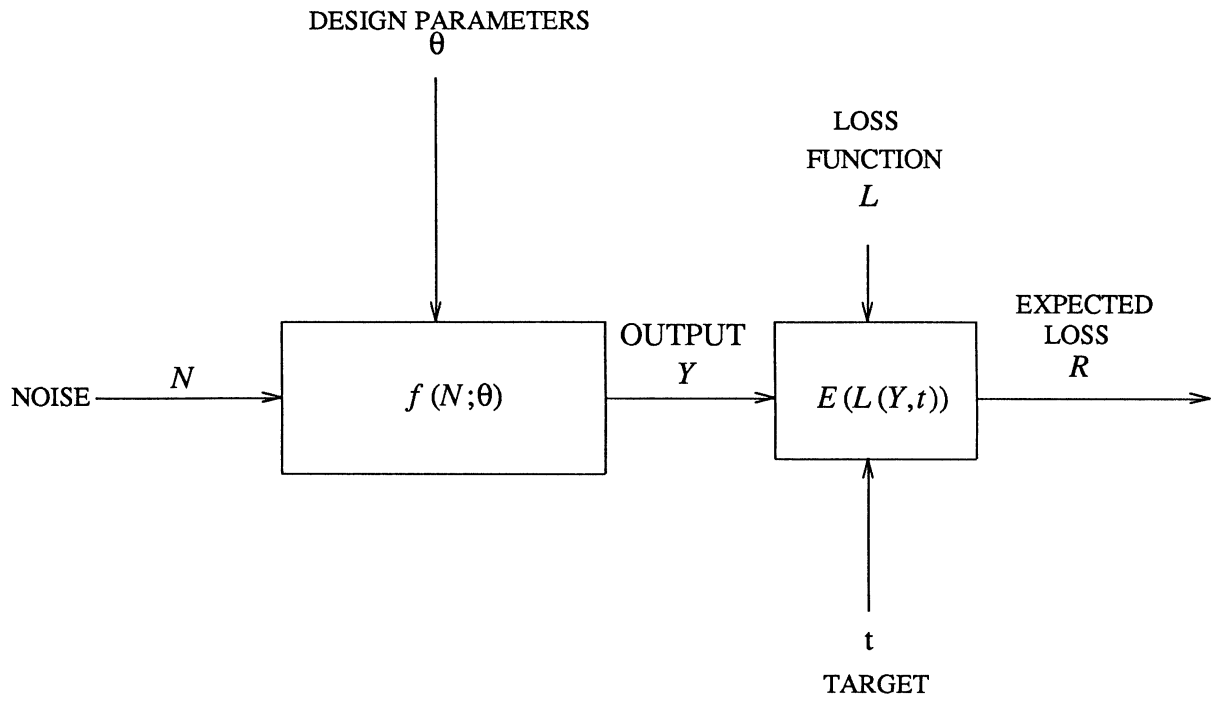 DESIGN PARAMETERS
θ
LOSS
FUNCTION
L
EXPECTED
LOSS
R
OUTPUT
Y
NOISE
N
f (N ;θ)
E (L (Y,t))
t
TARGET